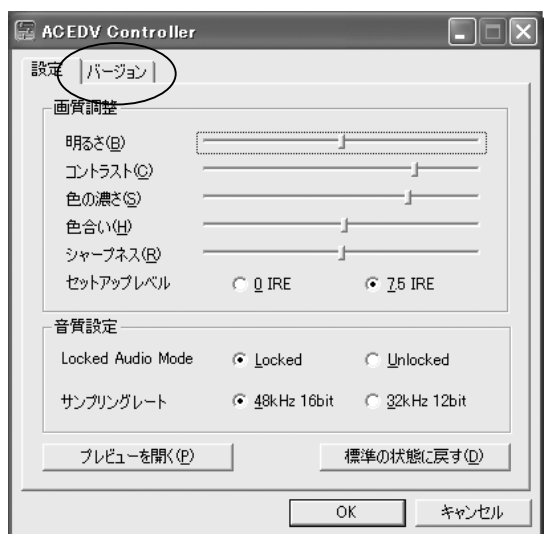 ACEDV Controller
設定 バージョン
画質調整
明るさ(B)
コントラスト(C)
色の濃さ(S)
色合い(H)
シャープネス(R)
セットアップレベル 0 IRE 7.5 IRE
音質設定
Locked Audio Mode Locked Unlocked
サンプリングレート 48kHz 16bit 32kHz 12bit
プレビューを開く(P) 標準の状態に戻す(D)
OK キャンセル